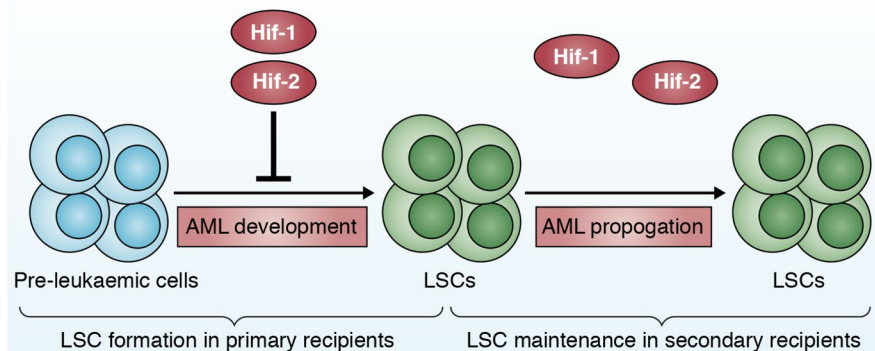 Hif-1
Hif-2
Hif-1
Hif-2
AML development
AML propogation
Pre-leukaemic cells
LSCs
LSCs
LSC formation in primary recipients
LSC maintenance in secondary recipients